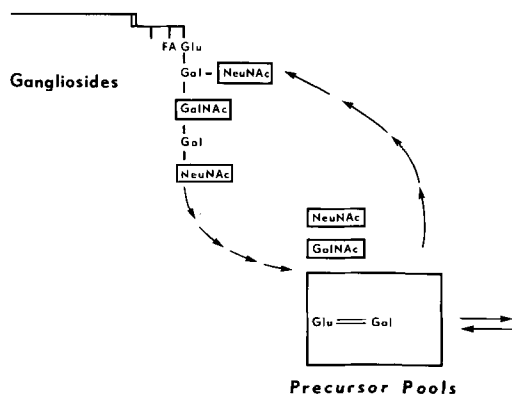 FA Glu
Gal - NeuNAc
Gangliosides
GalNAc
Gal
NeuNAc
NeuNAc
GalNAc
Glu Gal
Precursor Pools